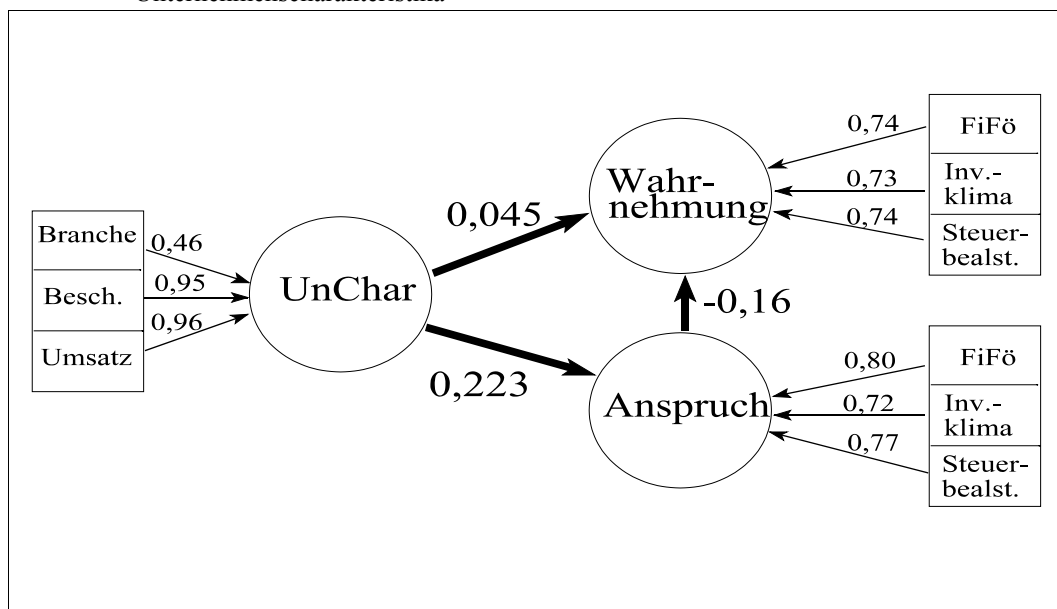 Unternehmenscharakteristika
Branche
Besch.
Umsatz
0,46
0,95
0,96
UnChar
0,045
0,223
Wahr-
nehmung
-0,16
Anspruch
0,74
0,73
0,74
FiFö
Inv.-
klima
Steuer-
bealst.
0,80
0,72
0,77
FiFö
Inv.-
klima
Steuer-
bealst.